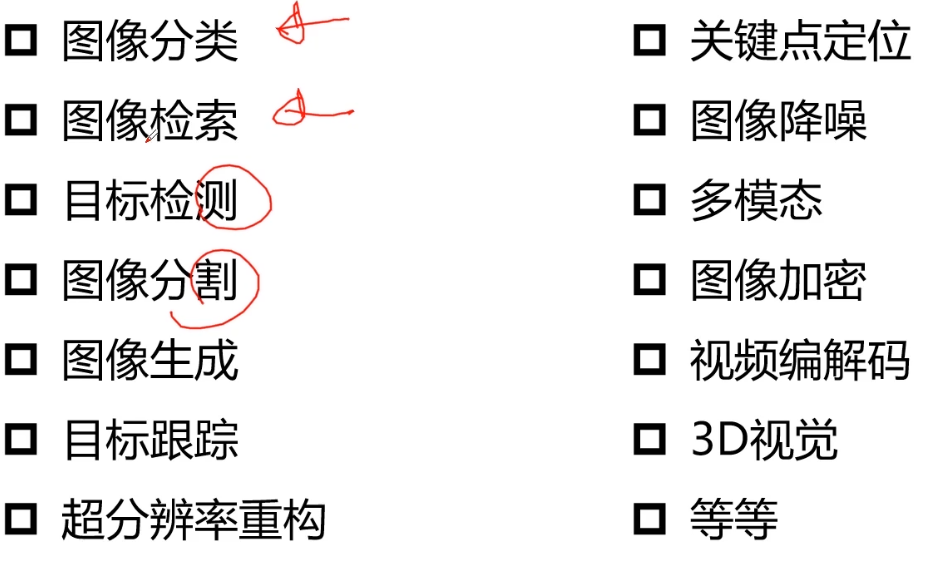 图像分类
图像检索
目标检测
图像分割
图像生成
目标跟踪
超分辨率重构
关键点定位
图像降噪
多模态
图像加密
视频编解码
3D视觉
等等